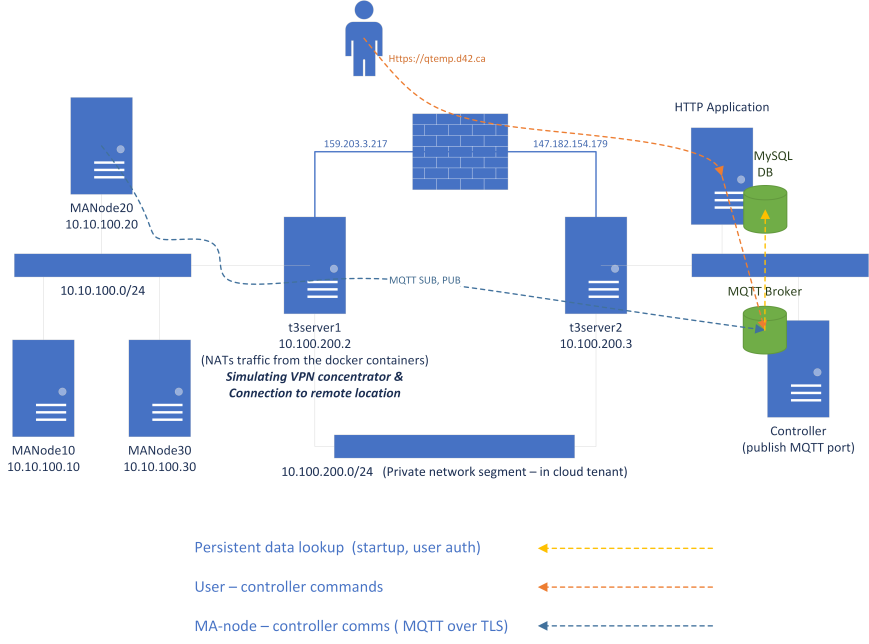 Https://qtemp.d42.ca
HTTP Application
159.203.3.217
147.182.154.179
MySQL
DB
MANode20
10.10.100.20
MQTT SUB, PUB
10.10.100.0/24
MQTT Broker
t3server1
10.100.200.2
(NATs traffic from the docker containers)
Simulating VPN concentrator &
Connection to remote location
t3server2
10.100.200.3
MANode10
10.10.100.10
MANode30
10.10.100.30
Controller
(publish MQTT port)
10.100.200.0/24 (Private network segment – in cloud tenant)
Persistent data lookup (startup, user auth)
User – controller commands
MA-node – controller comms ( MQTT over TLS)